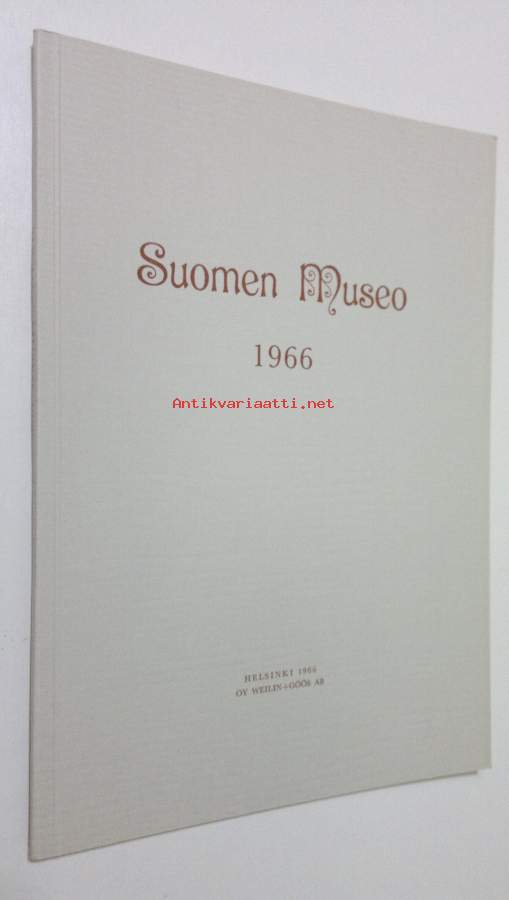 Suomen Museo
1966
Antikvariaatti.net
HELSINKI 1966
OY WEILIN+GÖÖS AB